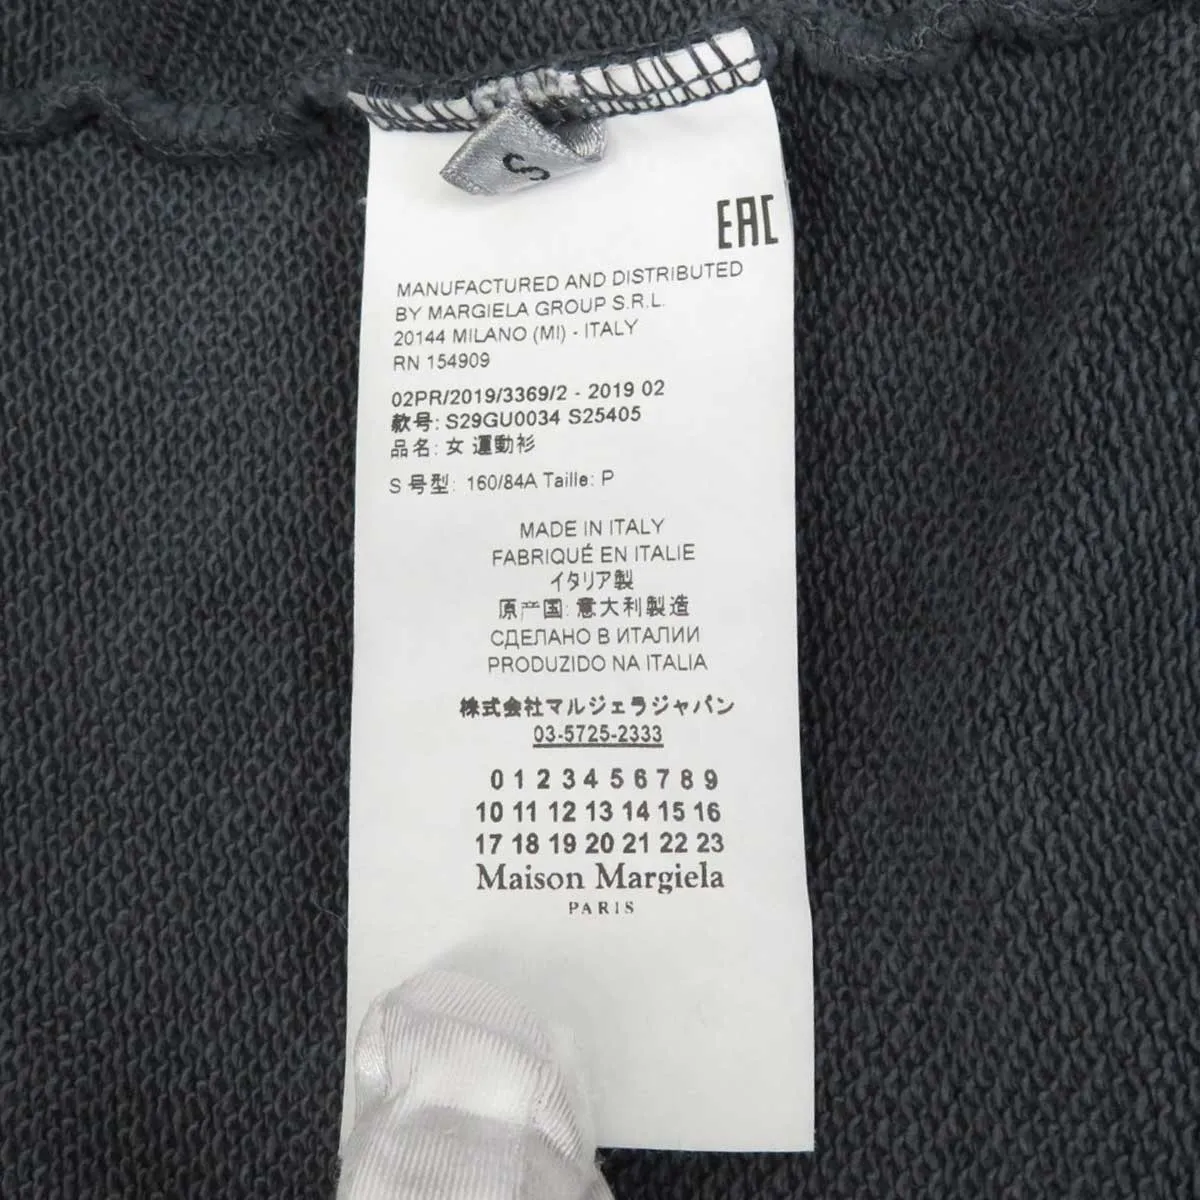 S
EAC
MANUFACTURED AND DISTRIBUTED
BY MARGIELA GROUP S.R.L.
20144 MILANO (MI) - ITALY
RN 154909
02PR/2019/3369/2 - 2019 02
款号: S29GU0034 S25405
品名: 女 運動衫
S 号型: 160/84A Taille: P
MADE IN ITALY
FABRIQUÉ EN ITALIE
イタリア製
原产国: 意大利製造
СДЕЛАНО В ИТАЛИИ
PRODUZIDO NA ITALIA
株式会社マルジェラジャパン
03-5725-2333
0 1 2 3 4 5 6 7 8 9
10 11 12 13 14 15 16
17 18 19 20 21 22 23
Maison Margiela
PARIS